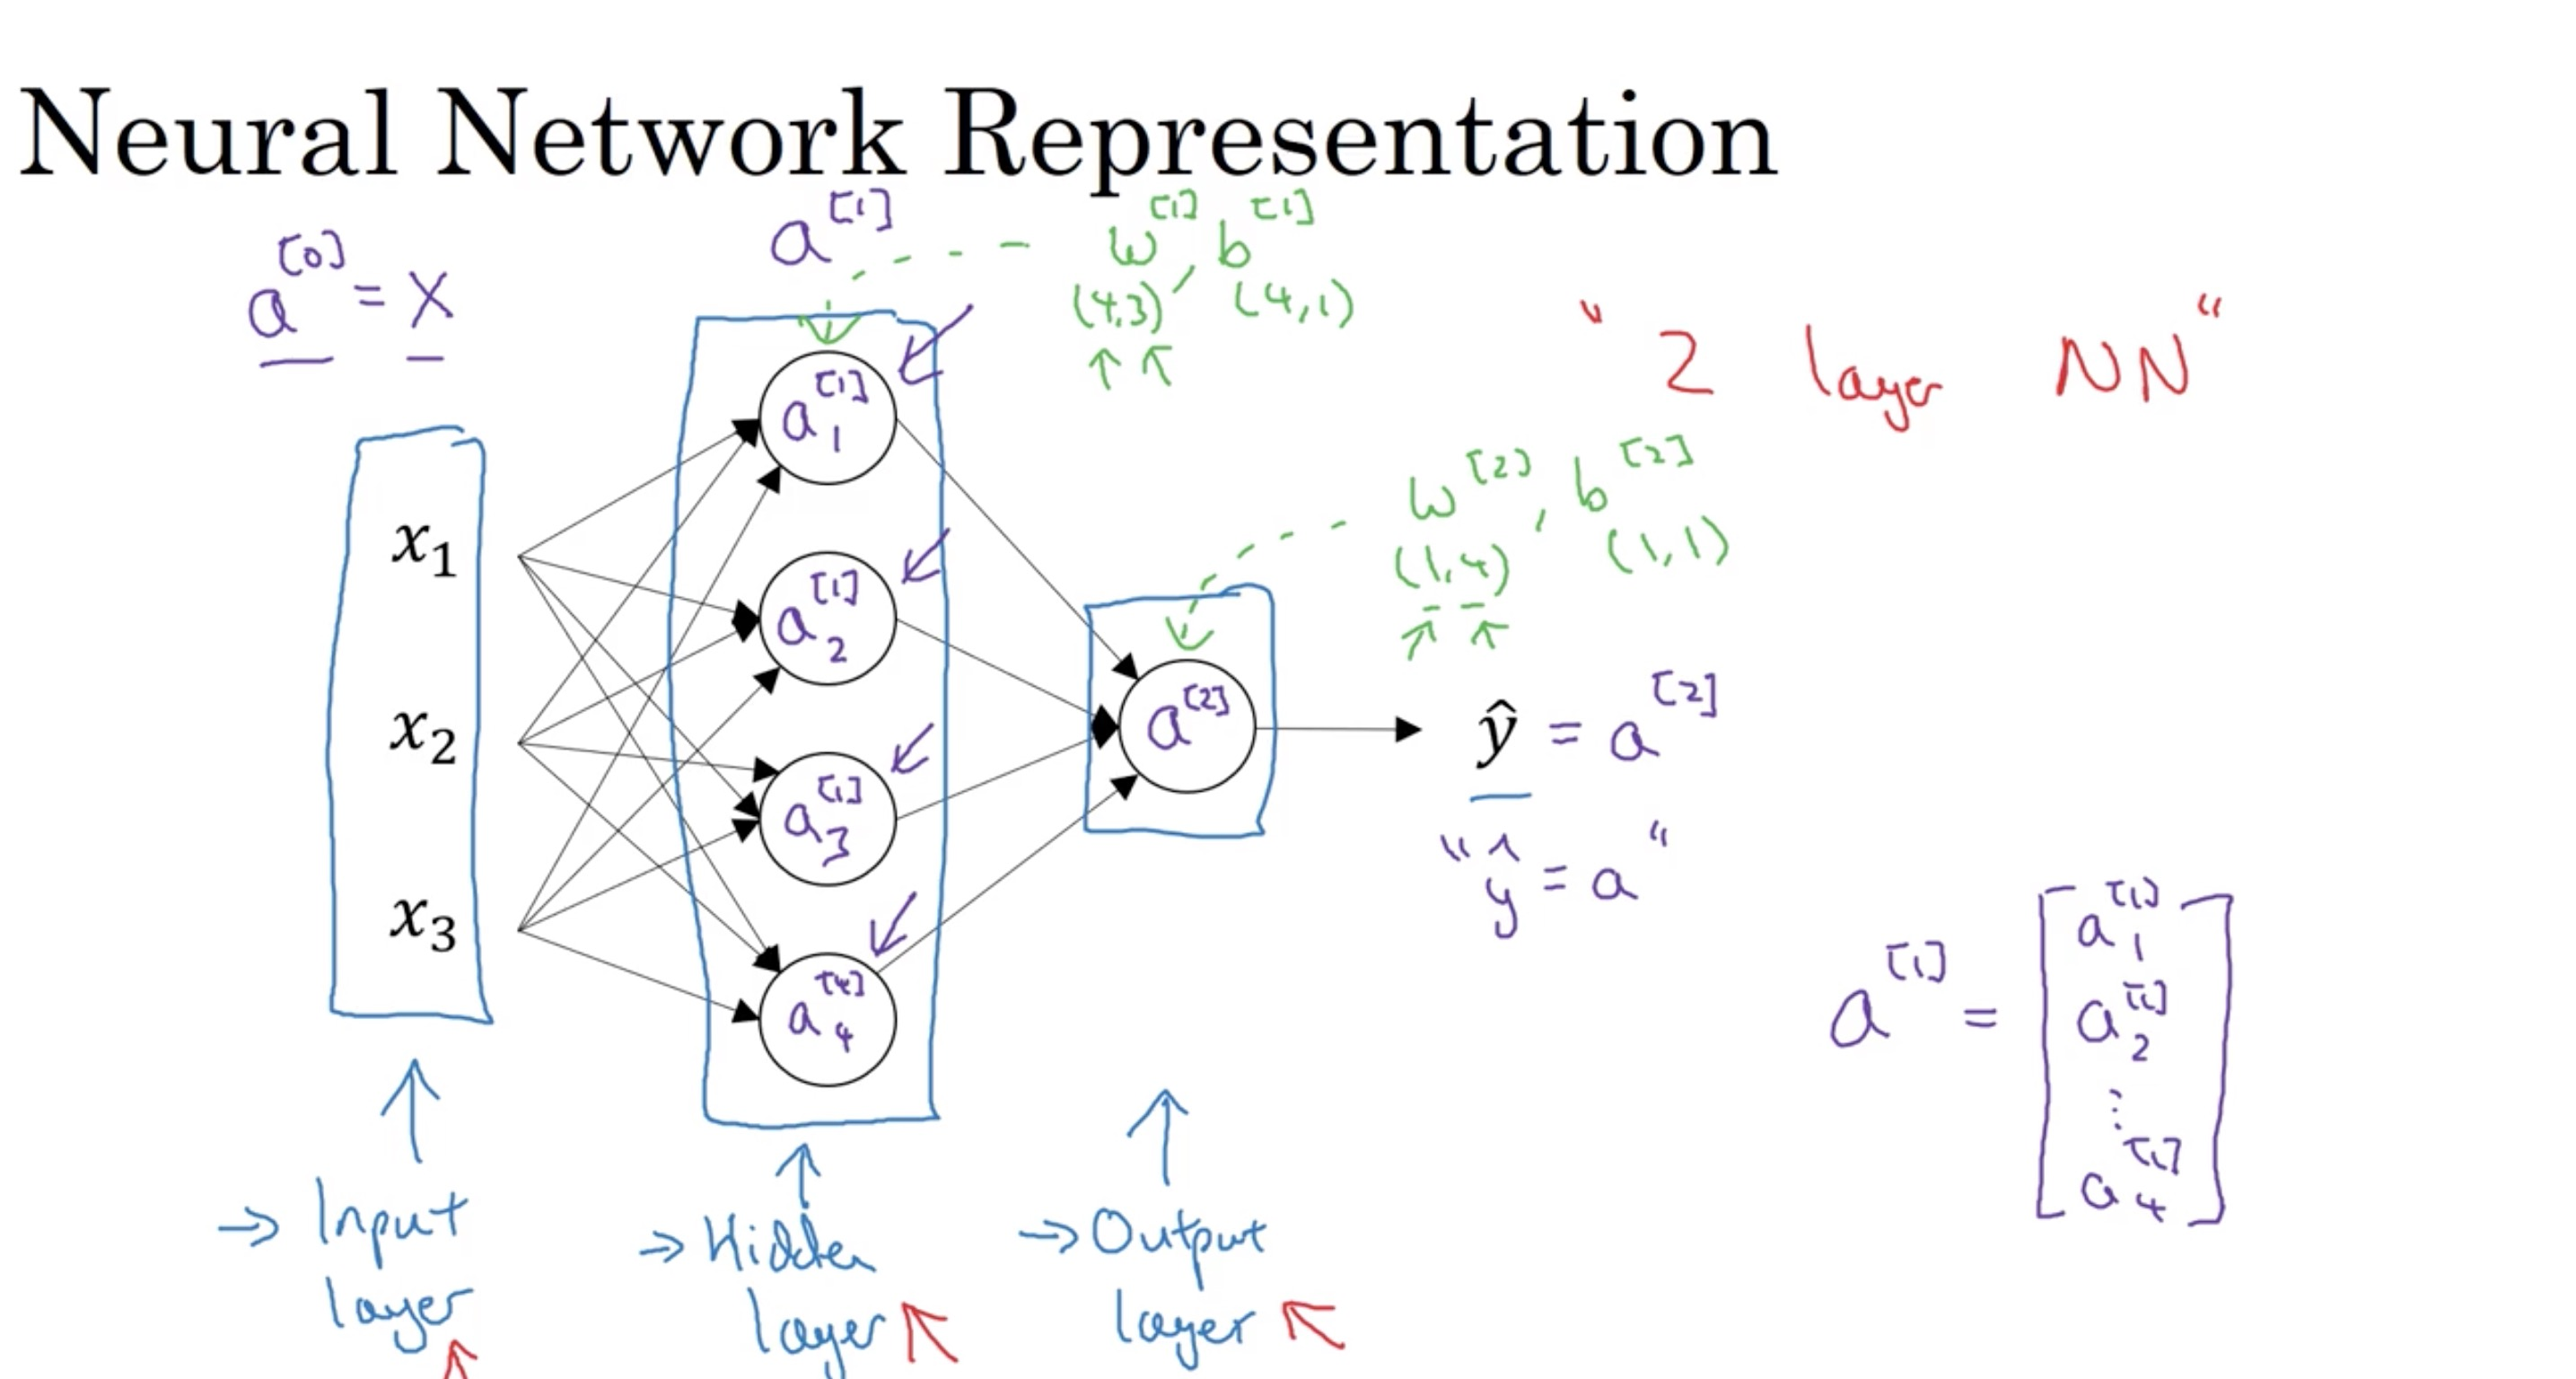 Neural Network Representation
a^[0] = X
a^[1]
w^[1], b^[1]
(4,3) (4,1)
"2 layer NN"
x₁
x₂
x₃
a₁^[1]
a₂^[1]
a₃^[1]
a₄^[4]
w^[2], b^[2]
(1,4) (1,1)
a^[2]
ŷ = a^[2]
"ŷ = a"
a^[1] =
a₁^[1]
a₂^[1]
⋮
a₄^[1]
→ Input
layer
→ Hidden
layer
→ Output
layer